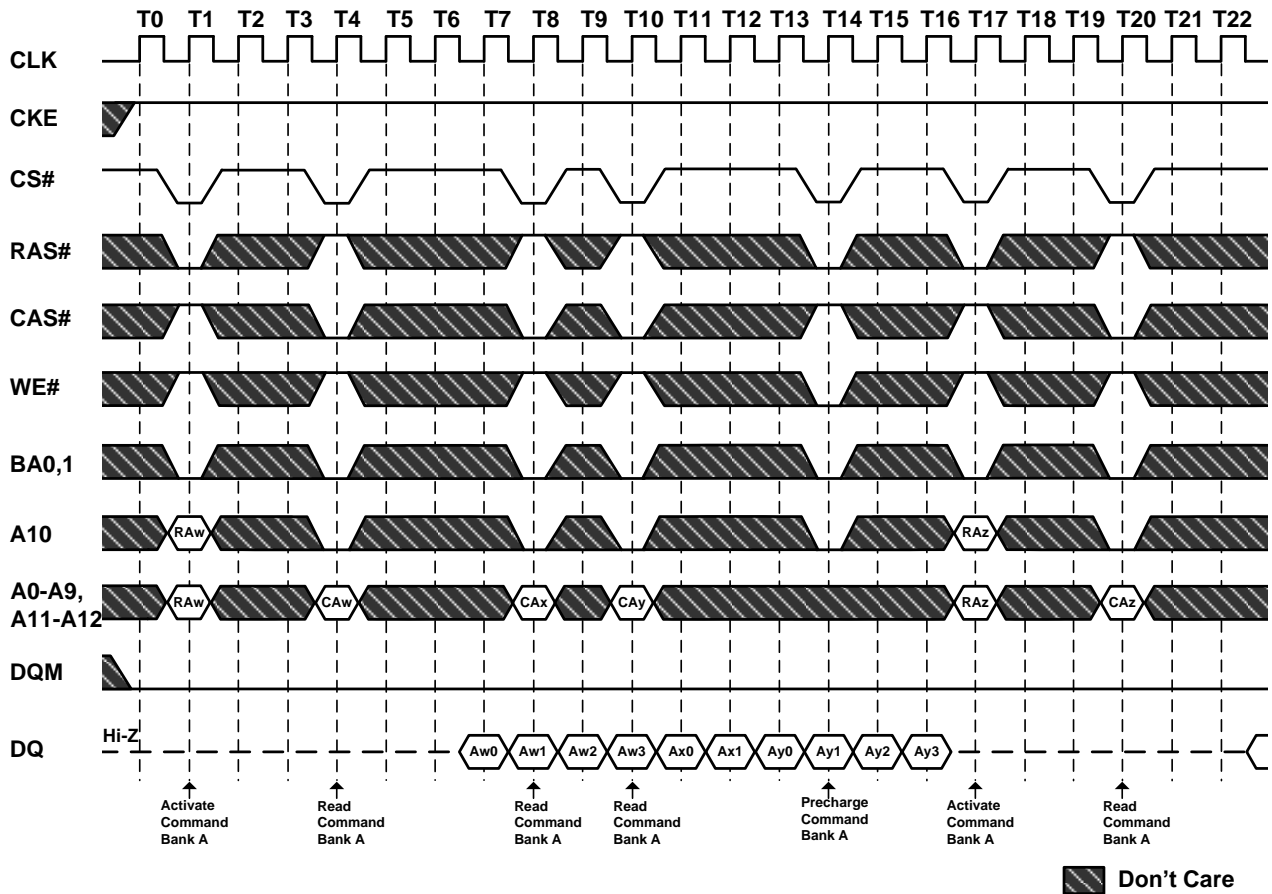 T0 T1 T2 T3 T4 T5 T6 T7 T8 T9 T10 T11 T12 T13 T14 T15 T16 T17 T18 T19 T20 T21 T22
CLK
CKE
CS#
RAS#
CAS#
WE#
BA0,1
A10
RAw RAz
A0-A9,
A11-A12
RAw CAw CAx CAy RAz CAz
DQM
DQ
Hi-Z
Aw0 Aw1 Aw2 Aw3 Ax0 Ax1 Ay0 Ay1 Ay2 Ay3
Activate
Command
Bank A
Read
Command
Bank A
Read
Command
Bank A
Read
Command
Bank A
Precharge
Command
Bank A
Activate
Command
Bank A
Read
Command
Bank A
Don't Care